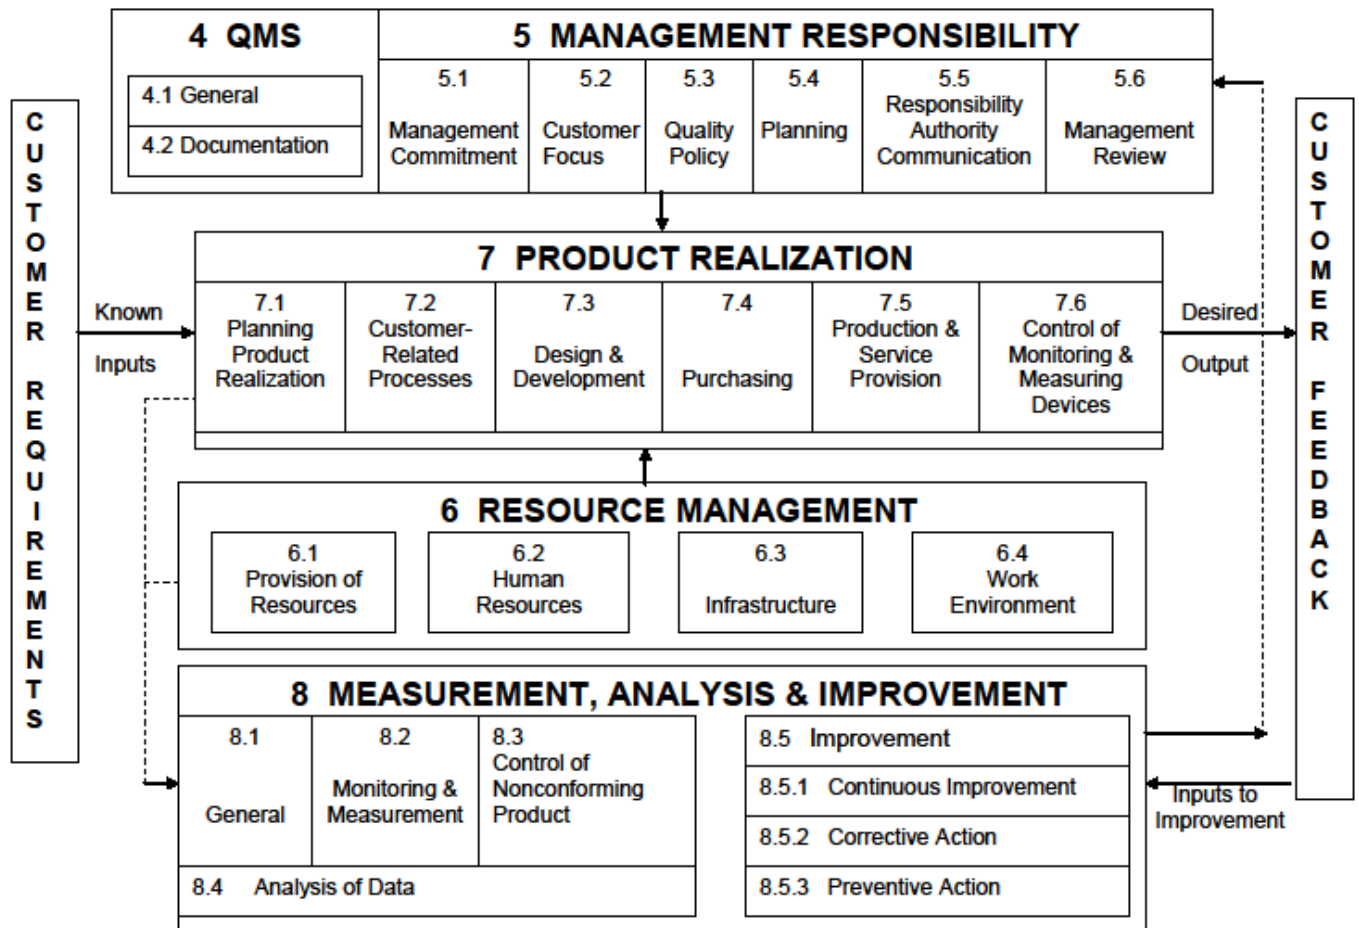 4 QMS
4.1 General
4.2 Documentation
5 MANAGEMENT RESPONSIBILITY
5.1
Management
Commitment
5.2
Customer
Focus
5.3
Quality
Policy
5.4
Planning
5.5
Responsibility
Authority
Communication
5.6
Management
Review
CUSTOMER REQUIREMENTS
Known
Inputs
7 PRODUCT REALIZATION
7.1
Planning
Product
Realization
7.2
Customer-
Related
Processes
7.3
Design &
Development
7.4
Purchasing
7.5
Production &
Service
Provision
7.6
Control of
Monitoring &
Measuring
Devices
Desired
Output
CUSTOMER FEEDBACK
6 RESOURCE MANAGEMENT
6.1
Provision of
Resources
6.2
Human
Resources
6.3
Infrastructure
6.4
Work
Environment
8 MEASUREMENT, ANALYSIS & IMPROVEMENT
8.1
General
8.2
Monitoring &
Measurement
8.3
Control of
Nonconforming
Product
8.4 Analysis of Data
8.5 Improvement
8.5.1 Continuous Improvement
8.5.2 Corrective Action
8.5.3 Preventive Action
Inputs to
Improvement